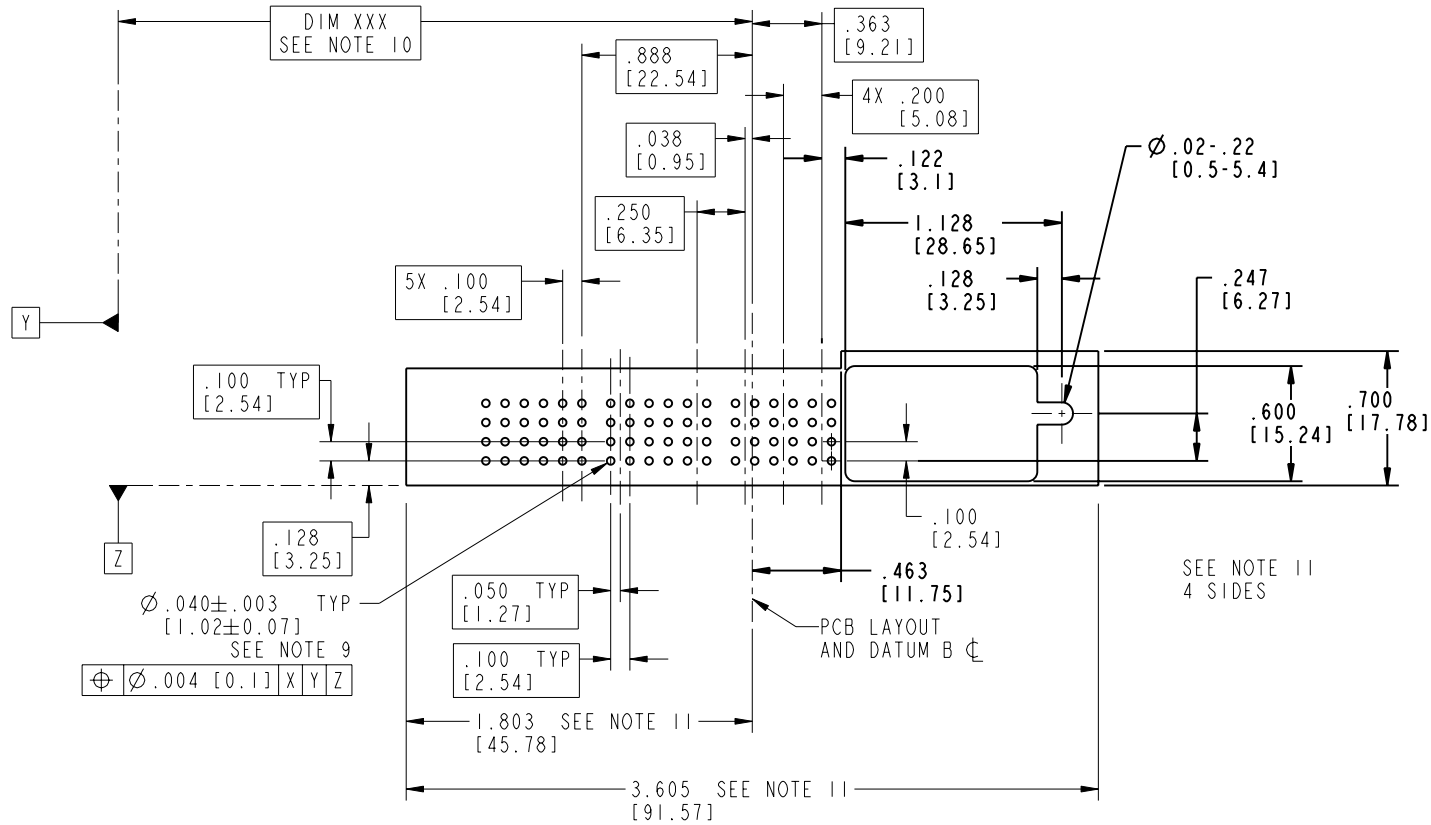 DIM XXX
SEE NOTE 10
.363
[9.21]
.888
[22.54]
4X .200
[5.08]
.038
[0.95]
.122
[3.1]
Ø.02-.22
[0.5-5.4]
.250
[6.35]
1.128
[28.65]
5X .100
[2.54]
.128
[3.25]
.247
[6.27]
Y
.100 TYP
[2.54]
.600
[15.24]
.700
[17.78]
.128
[3.25]
.100
[2.54]
Z
.463
[11.75]
SEE NOTE 11
4 SIDES
Ø.040±.003 TYP
[1.02±0.07]
SEE NOTE 9
.050 TYP
[1.27]
PCB LAYOUT
AND DATUM B ℄
⌖ Ø.004 [0.1] X Y Z
.100 TYP
[2.54]
1.803 SEE NOTE 11
[45.78]
3.605 SEE NOTE 11
[91.57]